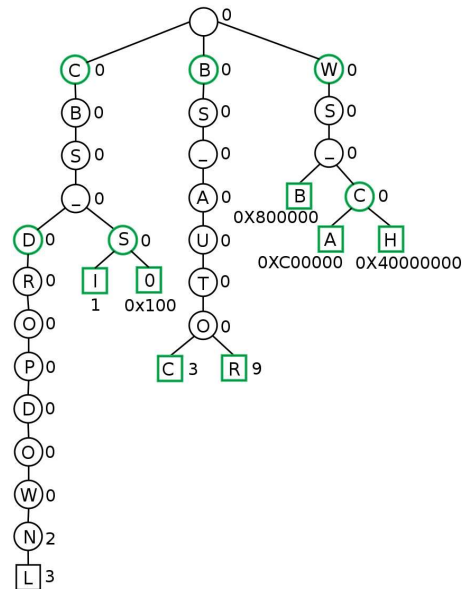 0
C 0 B 0 W 0
B 0 S 0 S 0
S 0 _ 0 _ 0
_ 0 A 0 B C 0
0X800000
D 0 S 0 U 0 A H
0XC00000 0X40000000
R 0 I 0 T 0
1 0x100
O 0 O 0
P 0 C 3 R 9
D 0
O 0
W 0
N 2
L 3